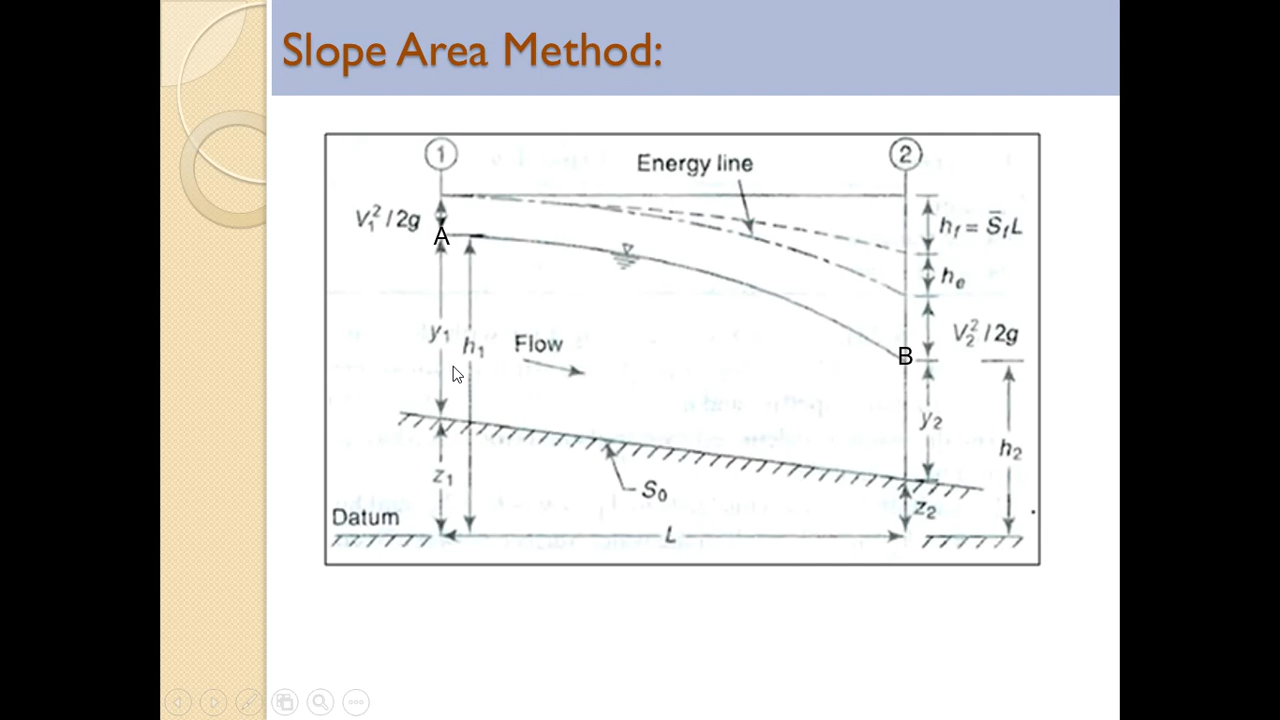 Slope Area Method:
1
2
Energy line
V₁²/2g
A
h_f = S̄_f L
h_e
y₁
h₁
Flow
V₂²/2g
B
y₂
h₂
z₁
S₀
z₂
Datum
L